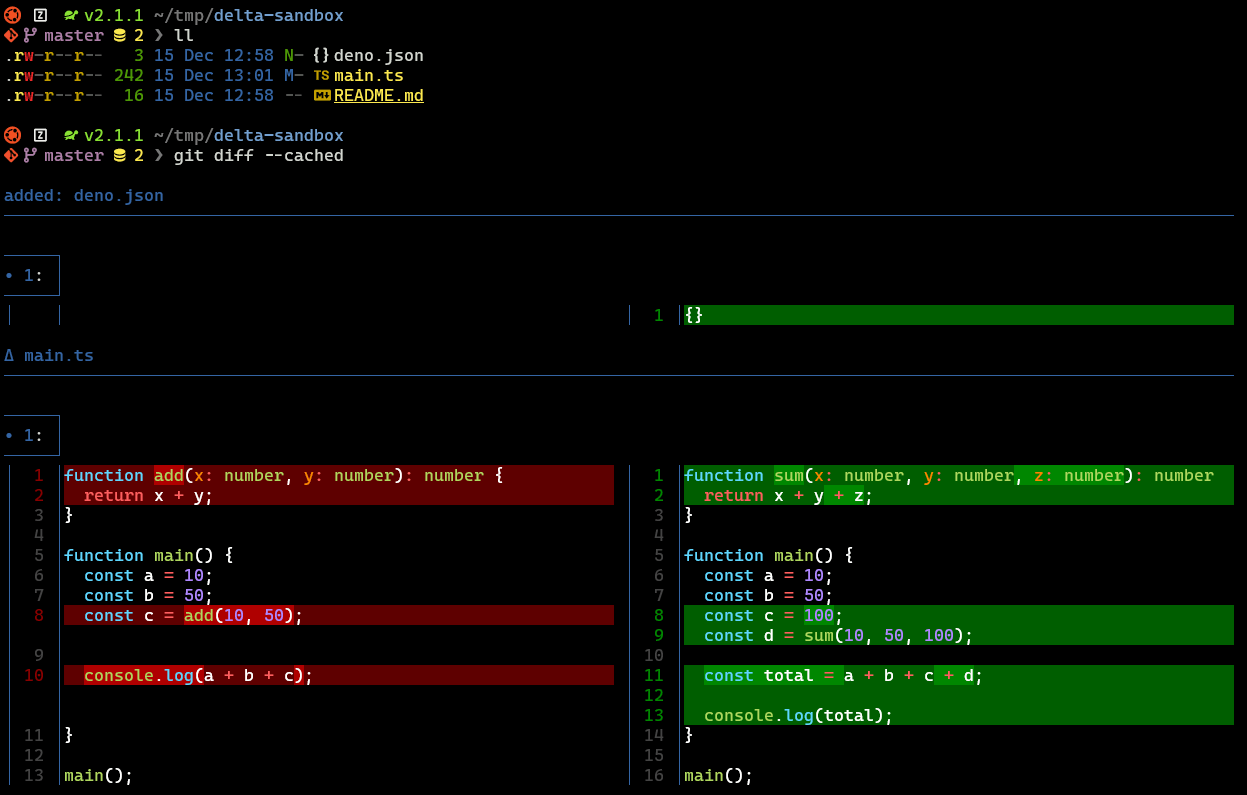 Z v2.1.1 ~/tmp/delta-sandbox
master 2 ❯ ll
.rw-r--r-- 3 15 Dec 12:58 N- {} deno.json
.rw-r--r-- 242 15 Dec 13:01 M- TS main.ts
.rw-r--r-- 16 15 Dec 12:58 -- M↓ README.md
Z v2.1.1 ~/tmp/delta-sandbox
master 2 ❯ git diff --cached
added: deno.json
• 1:
│ │ │ 1 │{}
Δ main.ts
• 1:
│ 1 │function add(x: number, y: number): number { │ 1 │function sum(x: number, y: number, z: number): number
│ 2 │  return x + y; │ 2 │  return x + y + z;
│ 3 │} │ 3 │}
│ 4 │ │ 4 │
│ 5 │function main() { │ 5 │function main() {
│ 6 │  const a = 10; │ 6 │  const a = 10;
│ 7 │  const b = 50; │ 7 │  const b = 50;
│ 8 │  const c = add(10, 50); │ 8 │  const c = 100;
│ │ │ 9 │  const d = sum(10, 50, 100);
│ 9 │ │ 10 │
│ 10 │  console.log(a + b + c); │ 11 │  const total = a + b + c + d;
│ │ │ 12 │
│ │ │ 13 │  console.log(total);
│ 11 │} │ 14 │}
│ 12 │ │ 15 │
│ 13 │main(); │ 16 │main();